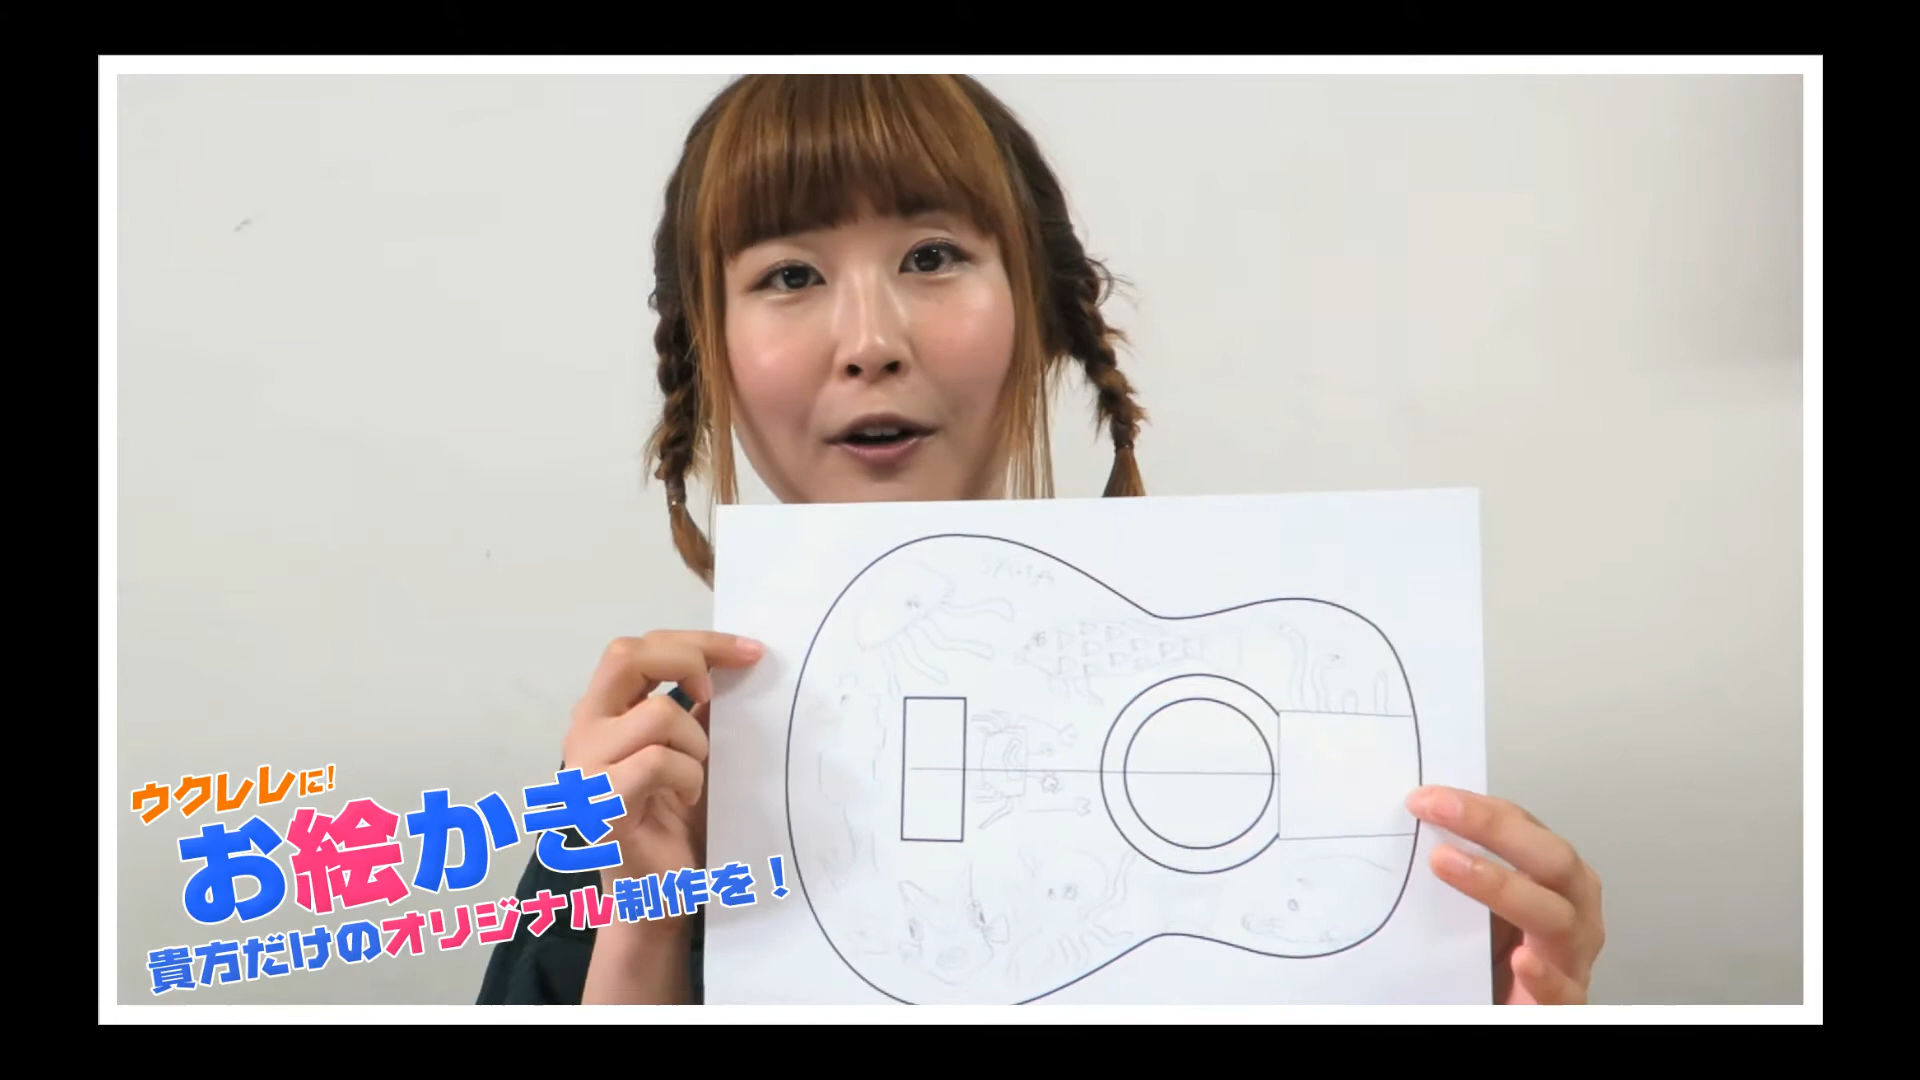 ウクレレに!
お絵かき
貴方だけのオリジナル制作を！